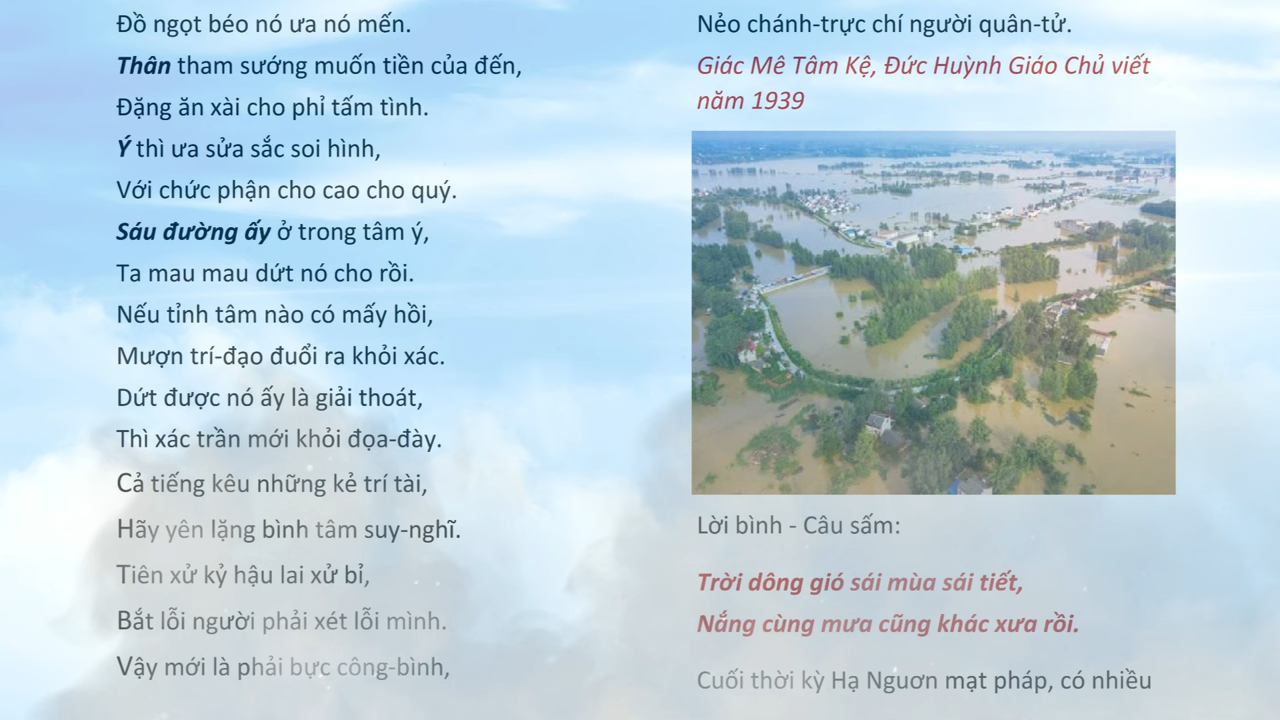 Đồ ngọt béo nó ưa nó mến.
Thân tham sướng muốn tiền của đến,
Đặng ăn xài cho phỉ tấm tình.
Ý thì ưa sửa sắc soi hình,
Với chức phận cho cao cho quý.
Sáu đường ấy ở trong tâm ý,
Ta mau mau dứt nó cho rồi.
Nếu tỉnh tâm nào có mấy hồi,
Mượn trí-đạo đuổi ra khỏi xác.
Dứt được nó ấy là giải thoát,
Thì xác trần mới khỏi đọa-đày.
Cả tiếng kêu những kẻ trí tài,
Hãy yên lặng bình tâm suy-nghĩ.
Tiên xử kỷ hậu lai xử bỉ,
Bắt lỗi người phải xét lỗi mình.
Vậy mới là phải bực công-bình,
Nẻo chánh-trực chí người quân-tử.
Giác Mê Tâm Kệ, Đức Huỳnh Giáo Chủ viết
năm 1939
Lời bình - Câu sấm:
Trời dông gió sái mùa sái tiết,
Nắng cùng mưa cũng khác xưa rồi.
Cuối thời kỳ Hạ Nguơn mạt pháp, có nhiều